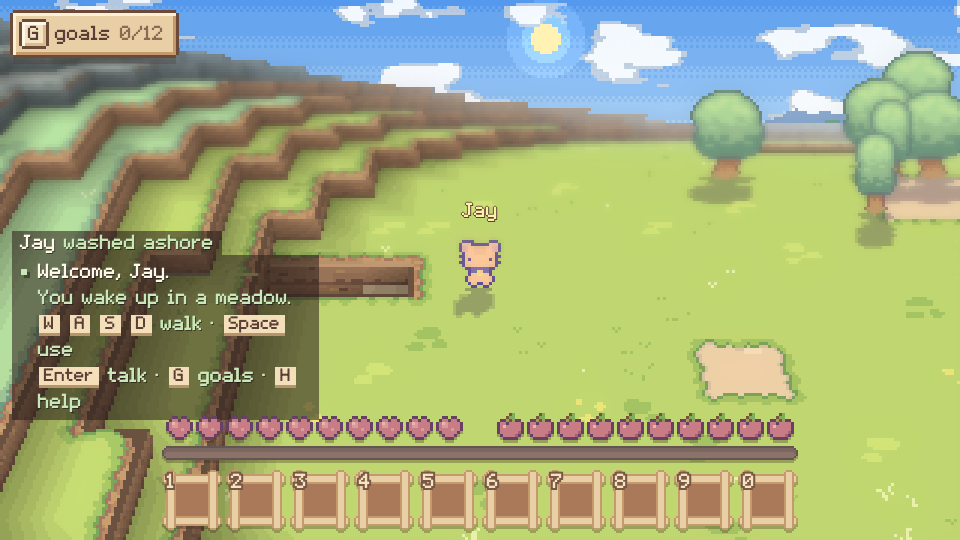 G goals 0/12
Jay
Jay washed ashore
Welcome, Jay.
You wake up in a meadow.
W A S D walk · Space
use
Enter talk · G goals · H
help
1 2 3 4 5 6 7 8 9 0